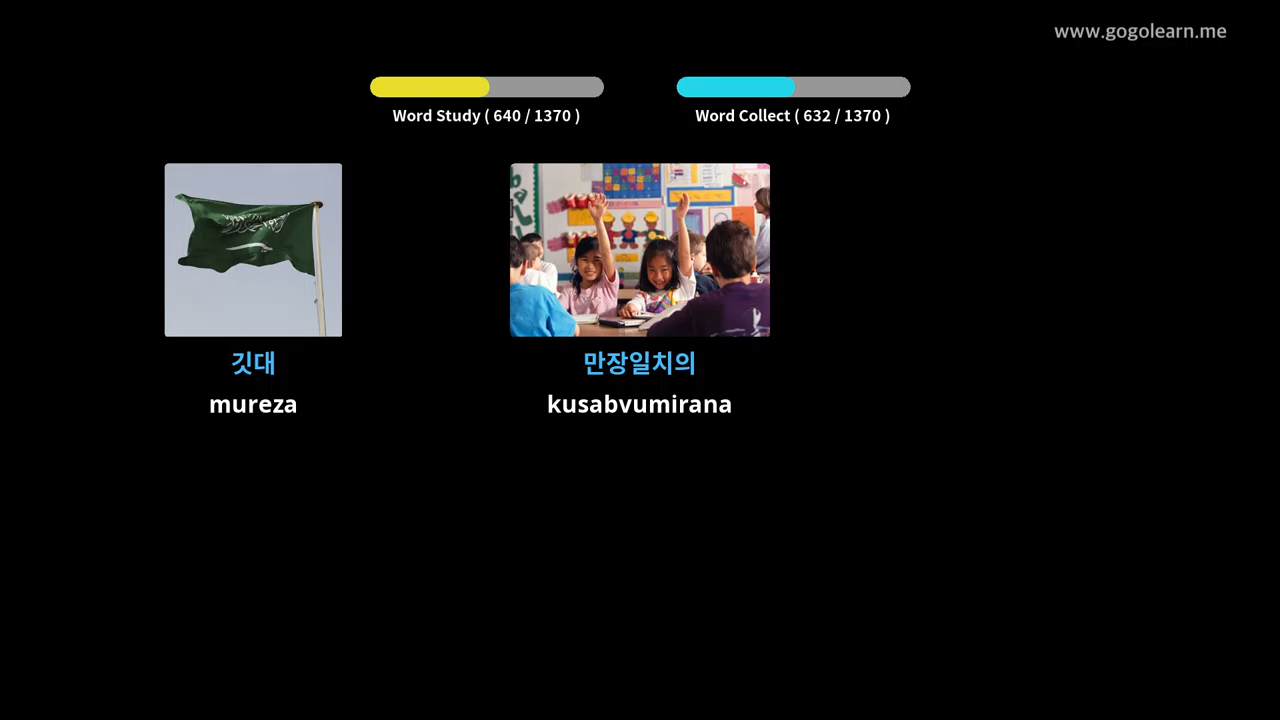 www.gogolearn.me
Word Study ( 640 / 1370 )
Word Collect ( 632 / 1370 )
깃대
만장일치의
mureza
kusabvumirana